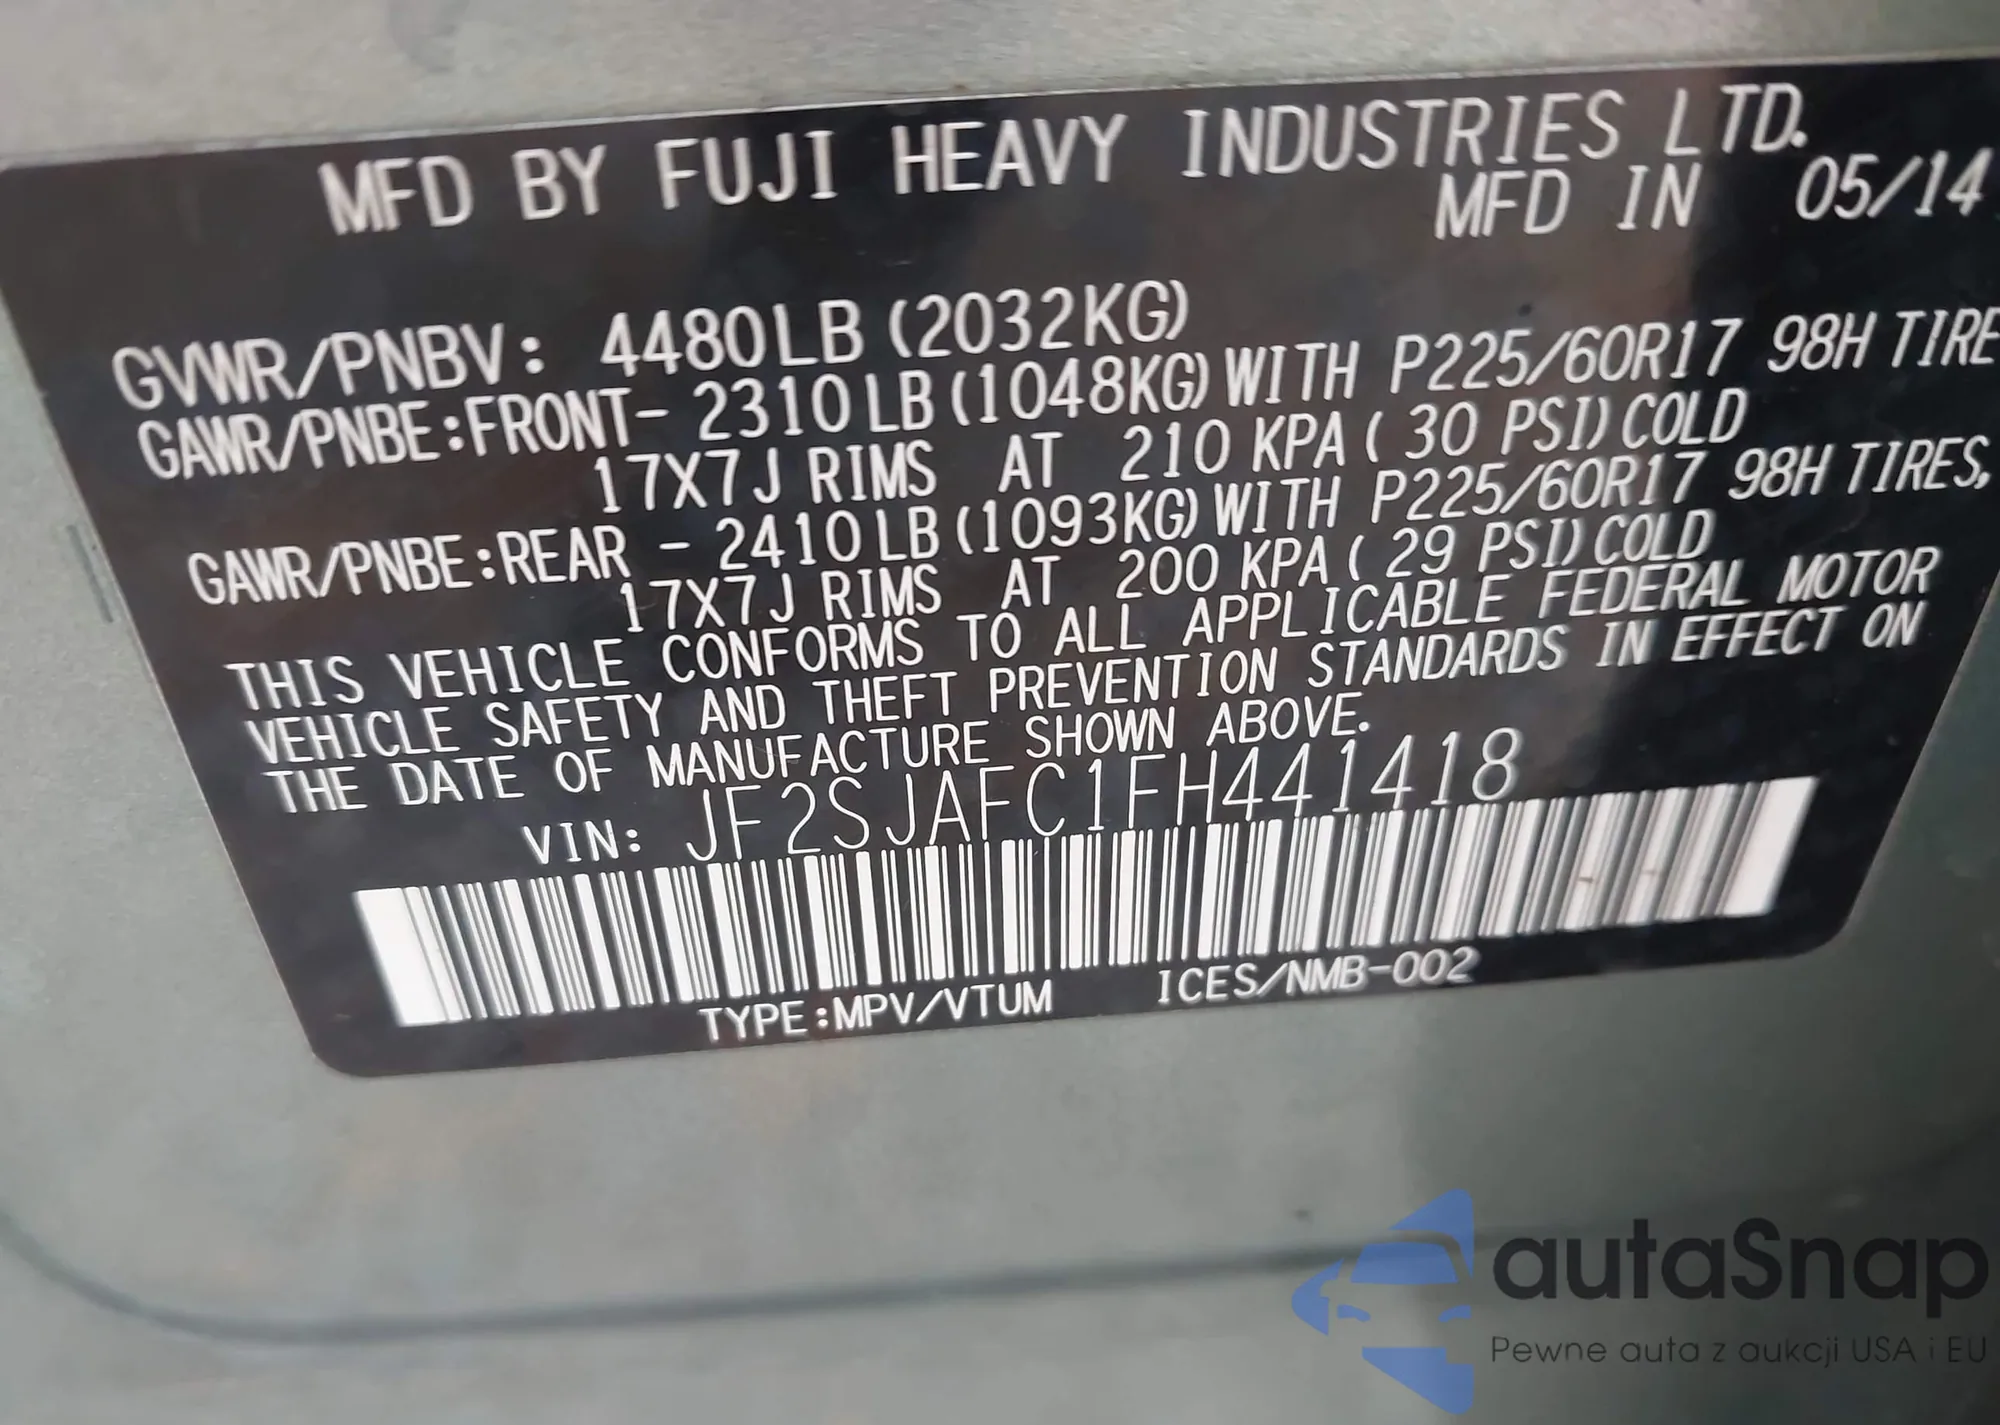 MFD BY FUJI HEAVY INDUSTRIES LTD.
MFD IN 05/14
GVWR/PNBV: 4480LB (2032KG)
GAWR/PNBE:FRONT- 2310LB(1048KG)WITH P225/60R17 98H TIRE
17X7J RIMS AT 210 KPA( 30 PSI)COLD
GAWR/PNBE:REAR - 2410LB(1093KG)WITH P225/60R17 98H TIRES,
17X7J RIMS AT 200 KPA( 29 PSI)COLD
THIS VEHICLE CONFORMS TO ALL APPLICABLE FEDERAL MOTOR
VEHICLE SAFETY AND THEFT PREVENTION STANDARDS IN EFFECT ON
THE DATE OF MANUFACTURE SHOWN ABOVE.
VIN: JF2SJAFC1FH441418
TYPE:MPV/VTUM ICES/NMB-002
autaSnap
Pewne auta z aukcji USA i EU